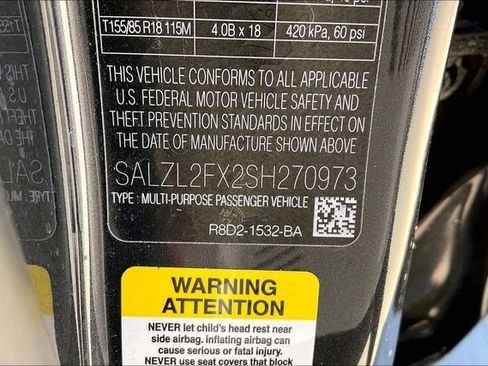 T155/85 R18 115M 4.0B x 18 420 kPa, 60 psi
THIS VEHICLE CONFORMS TO ALL APPLICABLE
U.S. FEDERAL MOTOR VEHICLE SAFETY AND
THEFT PREVENTION STANDARDS IN EFFECT ON
THE DATE OF MANUFACTURE SHOWN ABOVE
SALZL2FX2SH270973
TYPE : MULTI-PURPOSE PASSENGER VEHICLE
R8D2-1532-BA
WARNING
ATTENTION
NEVER let child's head rest near
side airbag. inflating airbag can
cause serious or fatal injury.
NEVER use seat covers that block